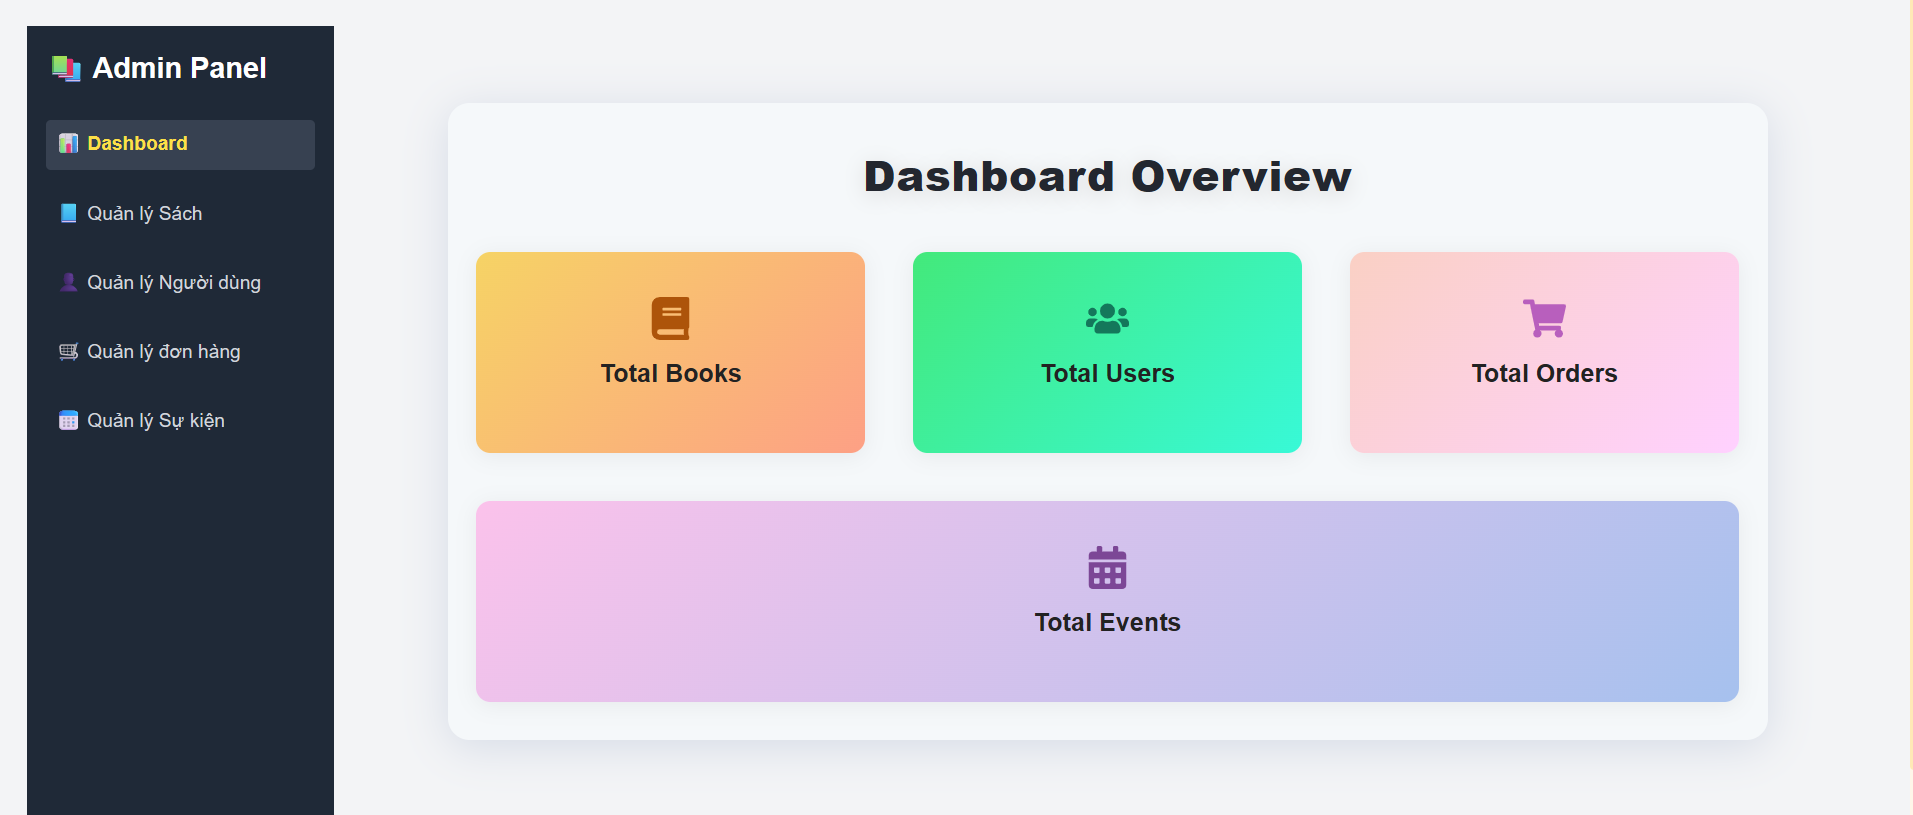 Admin Panel
Dashboard
Quản lý Sách
Quản lý Người dùng
Quản lý đơn hàng
Quản lý Sự kiện
Dashboard Overview
Total Books
Total Users
Total Orders
Total Events